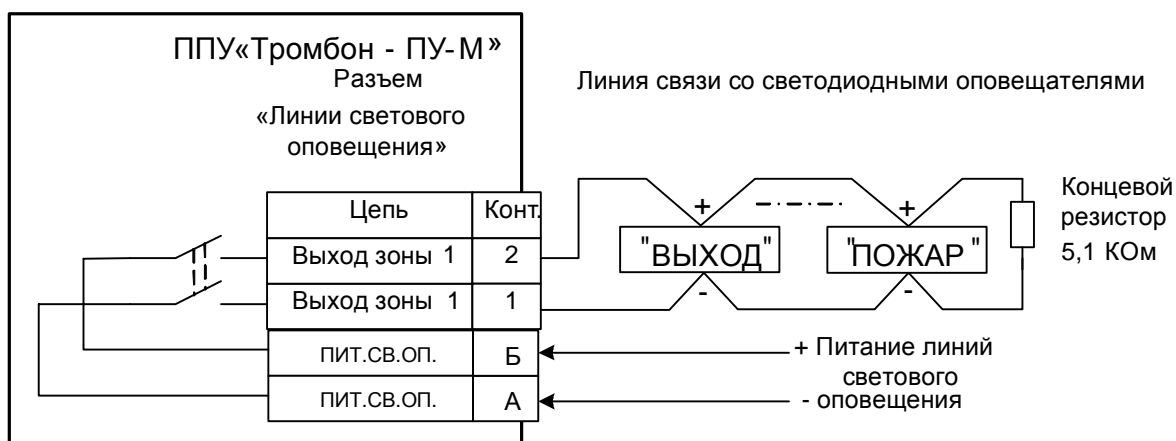 ППУ«Тромбон - ПУ-М»
Разъем
«Линии светового
оповещения»
Линия связи со светодиодными оповещателями
Цепь Конт.
Выход зоны 1 2
Выход зоны 1 1
ПИТ.СВ.ОП. Б
ПИТ.СВ.ОП. А
+ +
"ВЫХОД" "ПОЖАР"
- -
Концевой
резистор
5,1 КОм
+ Питание линий
светового
- оповещения